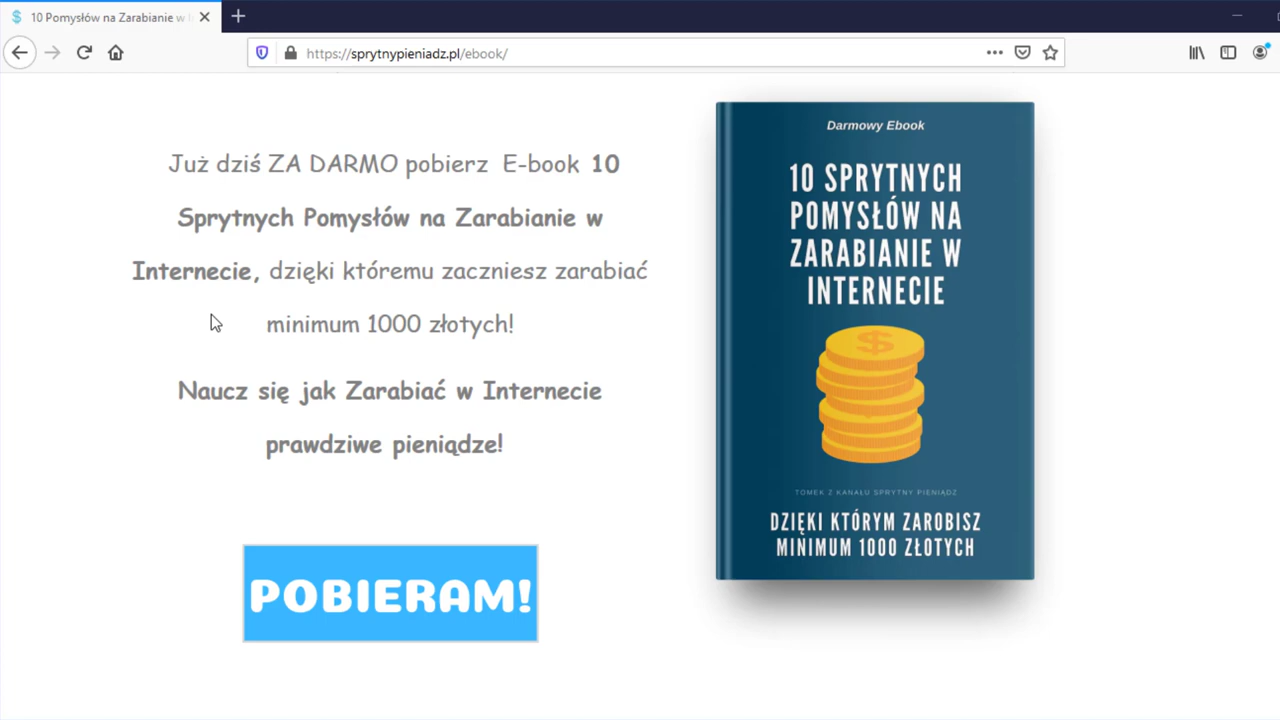 10 Pomysłów na Zarabianie w In
https://sprytnypieniadz.pl/ebook/
Już dziś ZA DARMO pobierz E-book 10
Sprytnych Pomysłów na Zarabianie w
Internecie, dzięki któremu zaczniesz zarabiać
minimum 1000 złotych!
Naucz się jak Zarabiać w Internecie
prawdziwe pieniądze!
POBIERAM!
Darmowy Ebook
10 SPRYTNYCH
POMYSŁÓW NA
ZARABIANIE W
INTERNECIE
TOMEK Z KANAŁU SPRYTNY PIENIĄDZ
DZIĘKI KTÓRYM ZAROBISZ
MINIMUM 1000 ZŁOTYCH